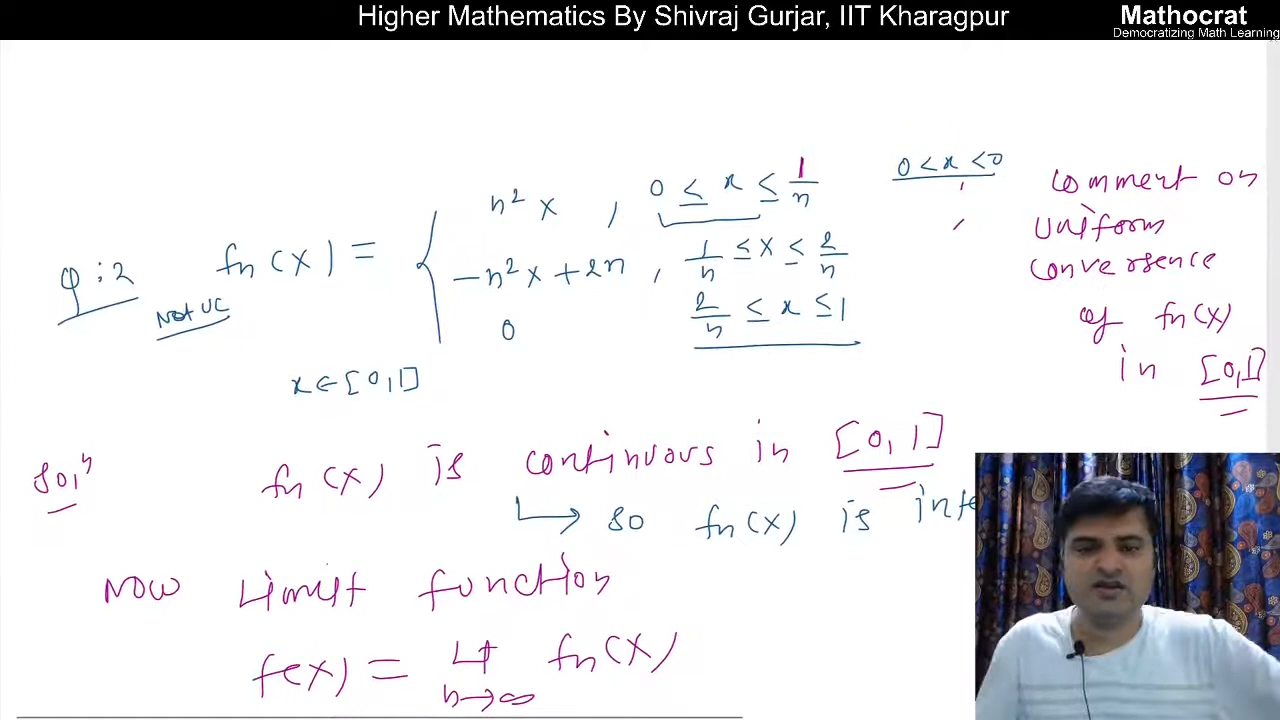 Higher Mathematics By Shivraj Gurjar, IIT Kharagpur
Mathocrat
Democratizing Math Learning
Q:2 fn(x) = { n²x , 0 ≤ x ≤ 1/n
-n²x + 2n , 1/n ≤ x ≤ 2/n
0 2/n ≤ x ≤ 1
Not UC
x ∈ [0,1]
0 < x < 0
Comment on
Uniform
Convergence
of fn(x)
in [0,1]
Sol,n fn(x) is continuous in [0,1]
↳ so fn(x) is inte
Now Limit function
f(x) = Lt n→∞ fn(x)